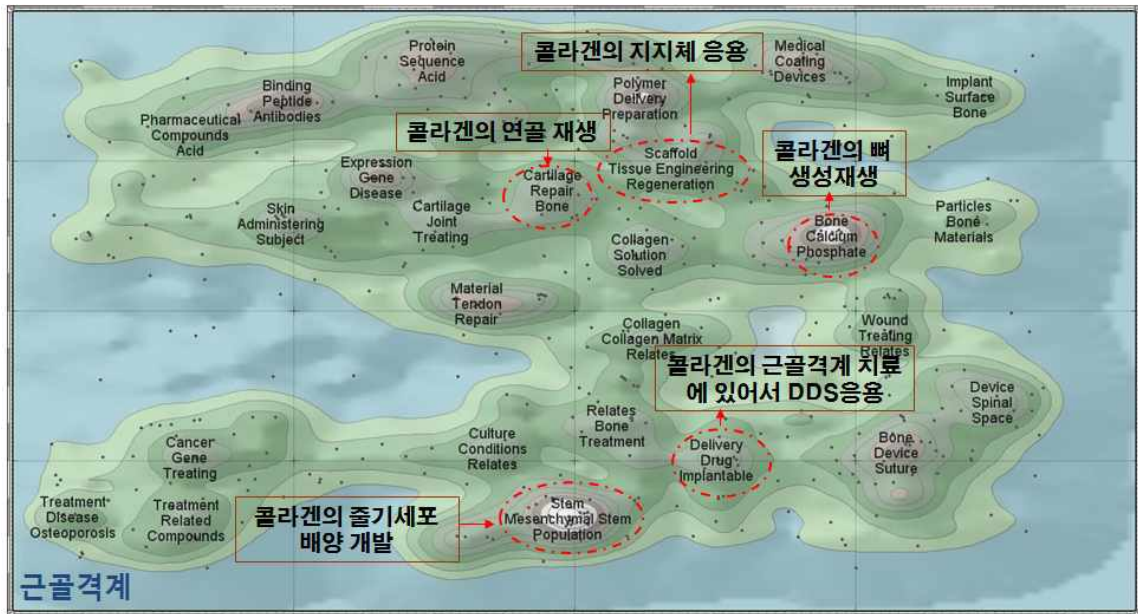 콜라겐의 지지체 응용
Protein
Sequence
Acid
Medical
Coating
Devices
Binding
Peptide
Antibodies
Polymer
Delivery
Preparation
Implant
Surface
Bone
Pharmaceutical
Compounds
Acid
콜라겐의 연골 재생
콜라겐의 뼈
생성재생
Expression
Gene
Disease
Cartilage
Repair
Bone
Scaffold
Tissue Engineering
Regeneration
Skin
Administering
Subject
Cartilage
Joint
Treating
Collagen
Solution
Solved
Bone
Calcium
Phosphate
Particles
Bone
Materials
Material
Tendon
Repair
Collagen
Collagen Matrix
Relates
Wound
Treating
Relates
콜라겐의 근골격계 치료
에 있어서 DDS응용
Device
Spinal
Space
Cancer
Gene
Treating
Culture
Conditions
Relates
Relates
Bone
Treatment
Delivery
Drug
Implantable
Bone
Device
Suture
Treatment
Disease
Osteoporosis
Treatment
Related
Compounds
콜라겐의 줄기세포
배양 개발
Stem
Mesenchymal Stem
Population
근골격계